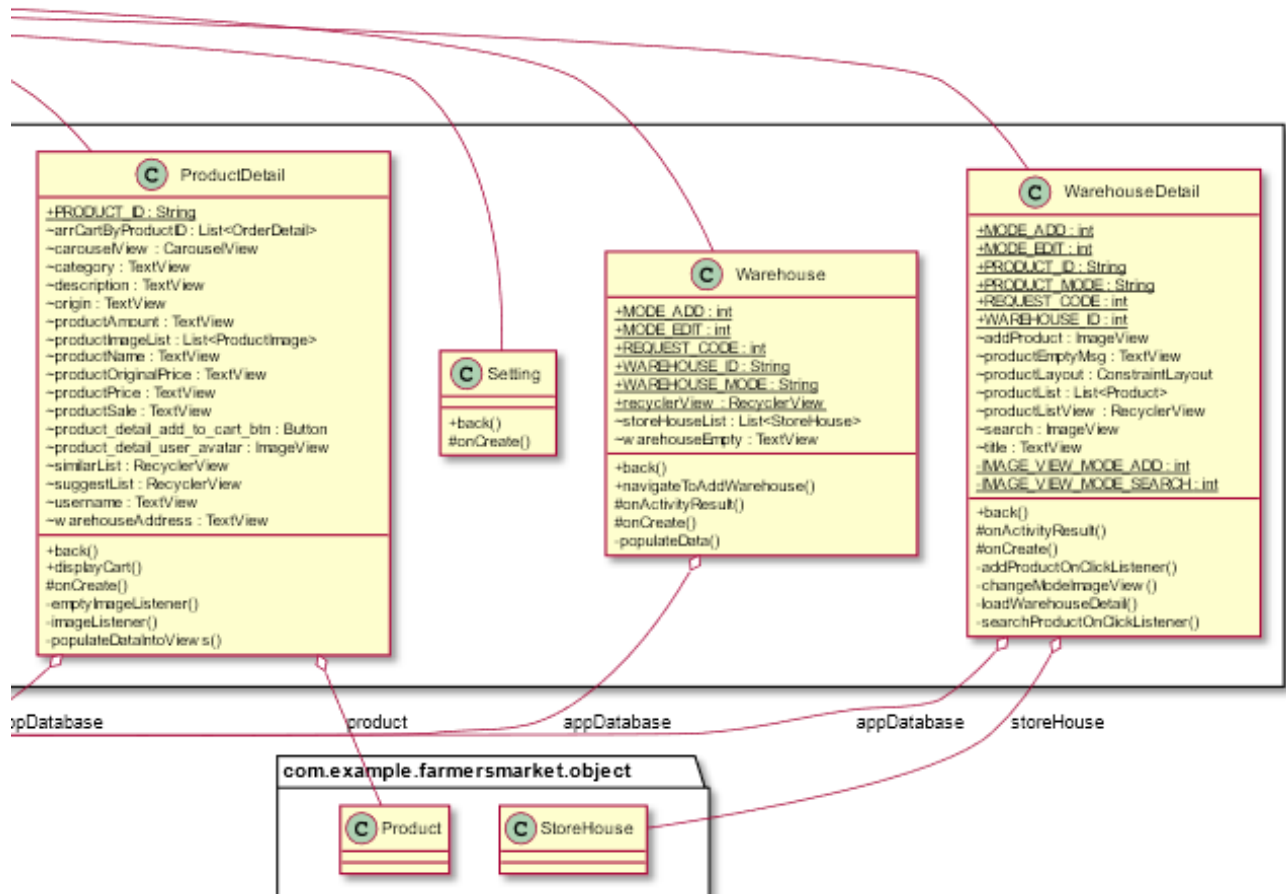 C ProductDetail
+PRODUCT_ID : String
~arrCartByProductID : List<OrderDetail>
~carouselView : CarouselView
~category : TextView
~description : TextView
~origin : TextView
~productAmount : TextView
~productImageList : List<ProductImage>
~productName : TextView
~productOriginalPrice : TextView
~productPrice : TextView
~productSale : TextView
~product_detail_add_to_cart_btn : Button
~product_detail_user_avatar : ImageView
~similarList : RecyclerView
~suggestList : RecyclerView
~username : TextView
~warehouseAddress : TextView
+back()
+displayCart()
#onCreate()
-emptyImageListener()
-imageListener()
-populateDataIntoViews()
C Setting
+back()
#onCreate()
C Warehouse
+MODE_ADD : int
+MODE_EDIT : int
+REQUEST_CODE : int
+WAREHOUSE_ID : String
+WAREHOUSE_MODE : String
+recyclerView : RecyclerView
~storeHouseList : List<StoreHouse>
~warehouseEmpty : TextView
+back()
+navigateToAddWarehouse()
#onActivityResult()
#onCreate()
-populateData()
C WarehouseDetail
+MODE_ADD : int
+MODE_EDIT : int
+PRODUCT_ID : String
+PRODUCT_MODE : String
+REQUEST_CODE : int
+WAREHOUSE_ID : int
~addProduct : ImageView
~productEmptyMsg : TextView
~productLayout : ConstraintLayout
~productList : List<Product>
~productListView : RecyclerView
~search : ImageView
~title : TextView
-IMAGE_VIEW_MODE_ADD : int
-IMAGE_VIEW_MODE_SEARCH : int
+back()
#onActivityResult()
#onCreate()
-addProductOnClickListener()
-changeModeImageView()
-loadWarehouseDetail()
-searchProductOnClickListener()
ppDatabase product appDatabase appDatabase storeHouse
com.example.farmersmarket.object
C Product
C StoreHouse